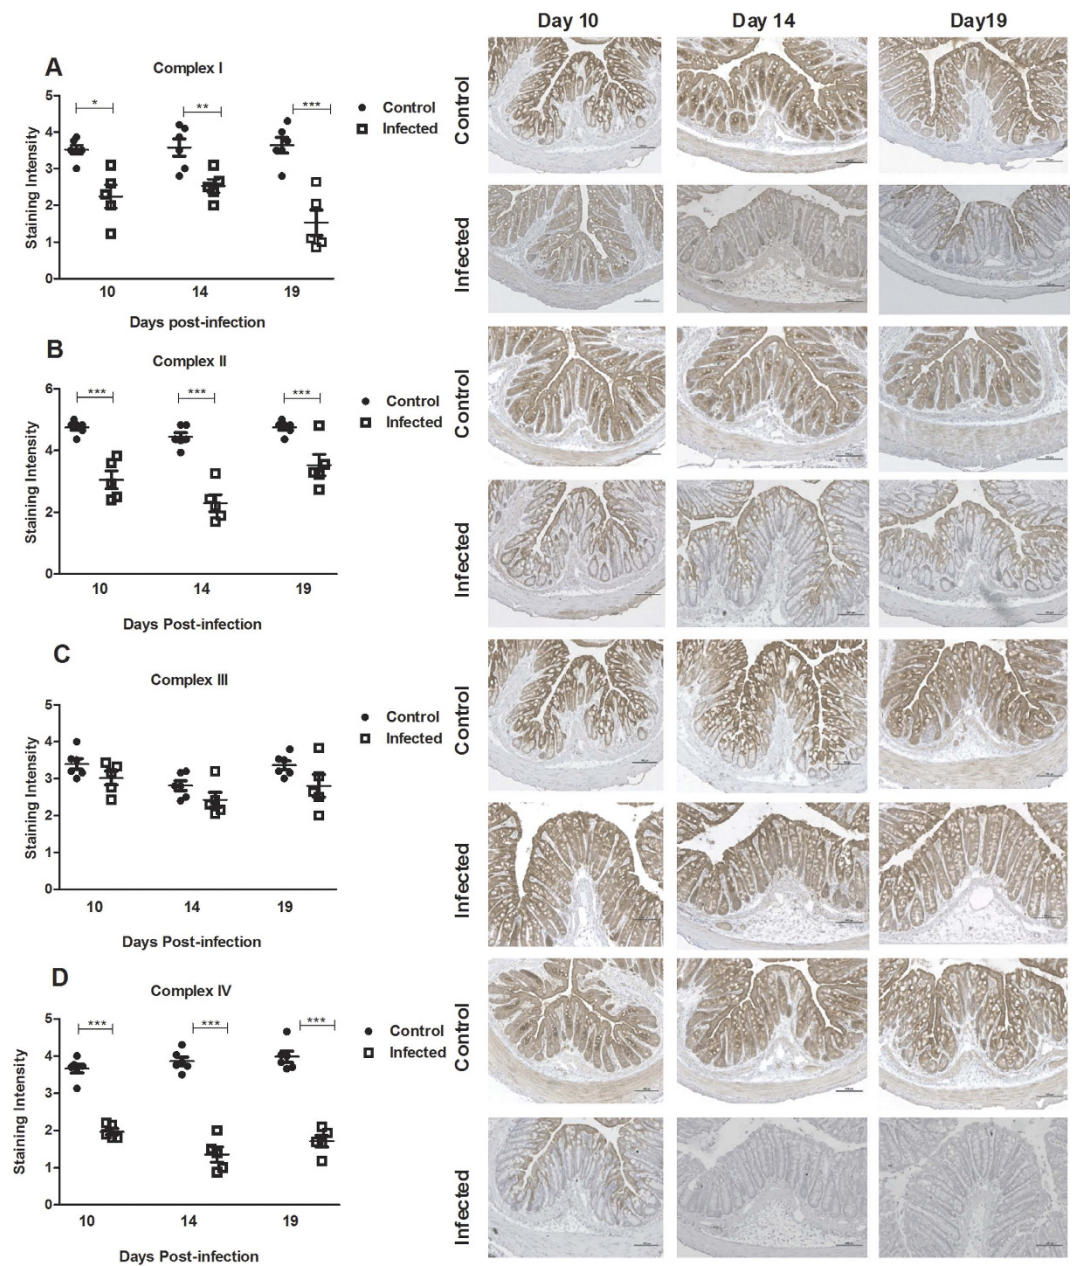 Day 10
Day 14
Day19
A
Complex I
Staining Intensity
5
4
3
2
1
0
*
**
***
Control
Infected
10
14
19
Days post-infection
Control
Infected
B
Complex II
Staining Intensity
6
4
2
0
***
***
***
Control
Infected
10
14
19
Days Post-infection
Control
Infected
C
Complex III
Staining Intensity
5
4
3
2
1
0
Control
Infected
10
14
19
Days Post-infection
Control
Infected
D
Complex IV
Staining Intensity
5
4
3
2
1
0
***
***
***
Control
Infected
10
14
19
Days Post-infection
Control
Infected